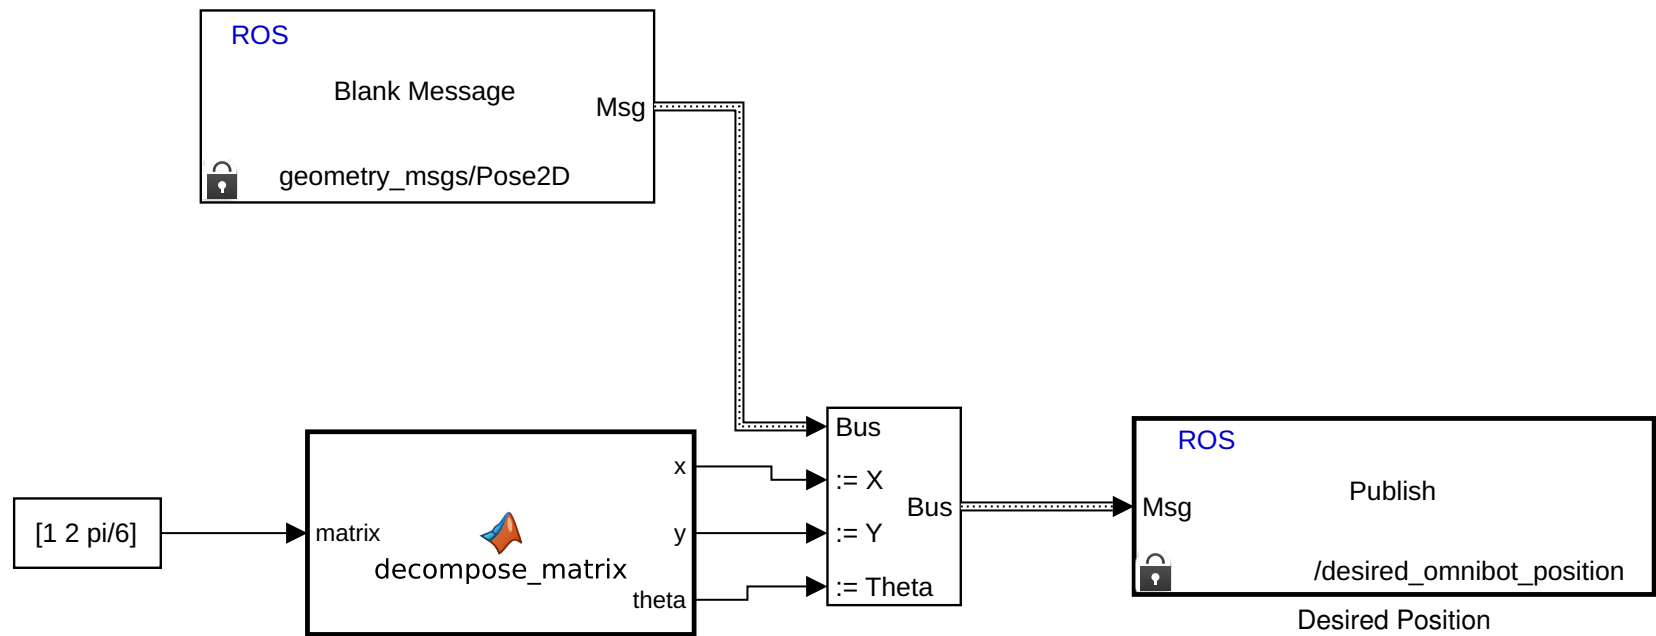 ROS
Blank Message
Msg
geometry_msgs/Pose2D
[1 2 pi/6]
matrix
decompose_matrix
x
y
theta
Bus
:= X
:= Y
:= Theta
Bus
ROS
Publish
Msg
/desired_omnibot_position
Desired Position